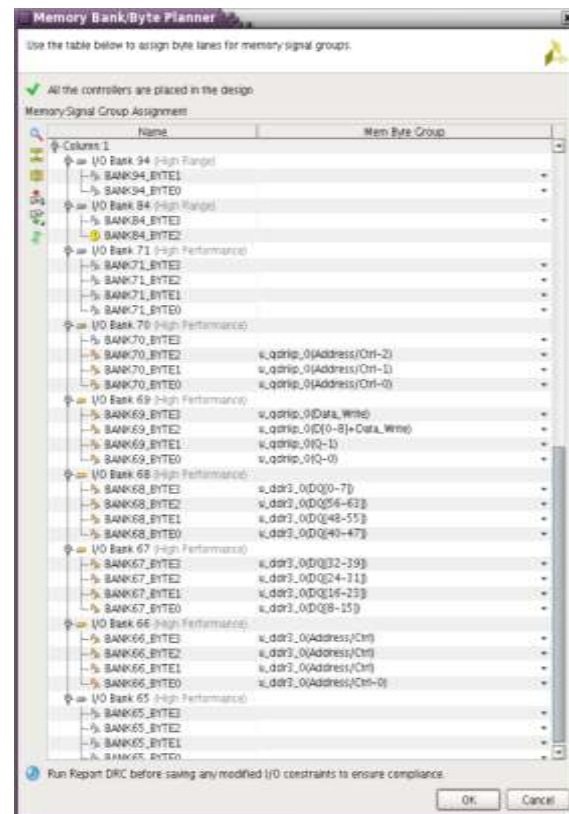 Memory Bank/Byte Planner
Use the table below to assign byte lanes for memory signal groups.
All the controllers are placed in the design
Memory Signal Group Assignment
Name Mem Byte Group
Column 1
I/O Bank 94 (High Range)
BANK94_BYTE1
BANK94_BYTE0
I/O Bank 84 (High Range)
BANK84_BYTE3
BANK84_BYTE2
I/O Bank 71 (High Performance)
BANK71_BYTE3
BANK71_BYTE2
BANK71_BYTE1
BANK71_BYTE0
I/O Bank 70 (High Performance)
BANK70_BYTE3
BANK70_BYTE2 u_qdriip_0(Address/Ctrl-2)
BANK70_BYTE1 u_qdriip_0(Address/Ctrl-1)
BANK70_BYTE0 u_qdriip_0(Address/Ctrl-0)
I/O Bank 69 (High Performance)
BANK69_BYTE3 u_qdriip_0(Data_Write)
BANK69_BYTE2 u_qdriip_0(D[0-8]+Data_Write)
BANK69_BYTE1 u_qdriip_0(Q-1)
BANK69_BYTE0 u_qdriip_0(Q-0)
I/O Bank 68 (High Performance)
BANK68_BYTE3 u_ddr3_0(DQ[0-7])
BANK68_BYTE2 u_ddr3_0(DQ[56-63])
BANK68_BYTE1 u_ddr3_0(DQ[48-55])
BANK68_BYTE0 u_ddr3_0(DQ[40-47])
I/O Bank 67 (High Performance)
BANK67_BYTE3 u_ddr3_0(DQ[32-39])
BANK67_BYTE2 u_ddr3_0(DQ[24-31])
BANK67_BYTE1 u_ddr3_0(DQ[16-23])
BANK67_BYTE0 u_ddr3_0(DQ[8-15])
I/O Bank 66 (High Performance)
BANK66_BYTE3 u_ddr3_0(Address/Ctrl)
BANK66_BYTE2 u_ddr3_0(Address/Ctrl)
BANK66_BYTE1 u_ddr3_0(Address/Ctrl)
BANK66_BYTE0 u_ddr3_0(Address/Ctrl-0)
I/O Bank 65 (High Performance)
BANK65_BYTE3
BANK65_BYTE2
BANK65_BYTE1
BANK65_BYTE0
Run Report DRC before saving any modified I/O constraints to ensure compliance.
OK Cancel